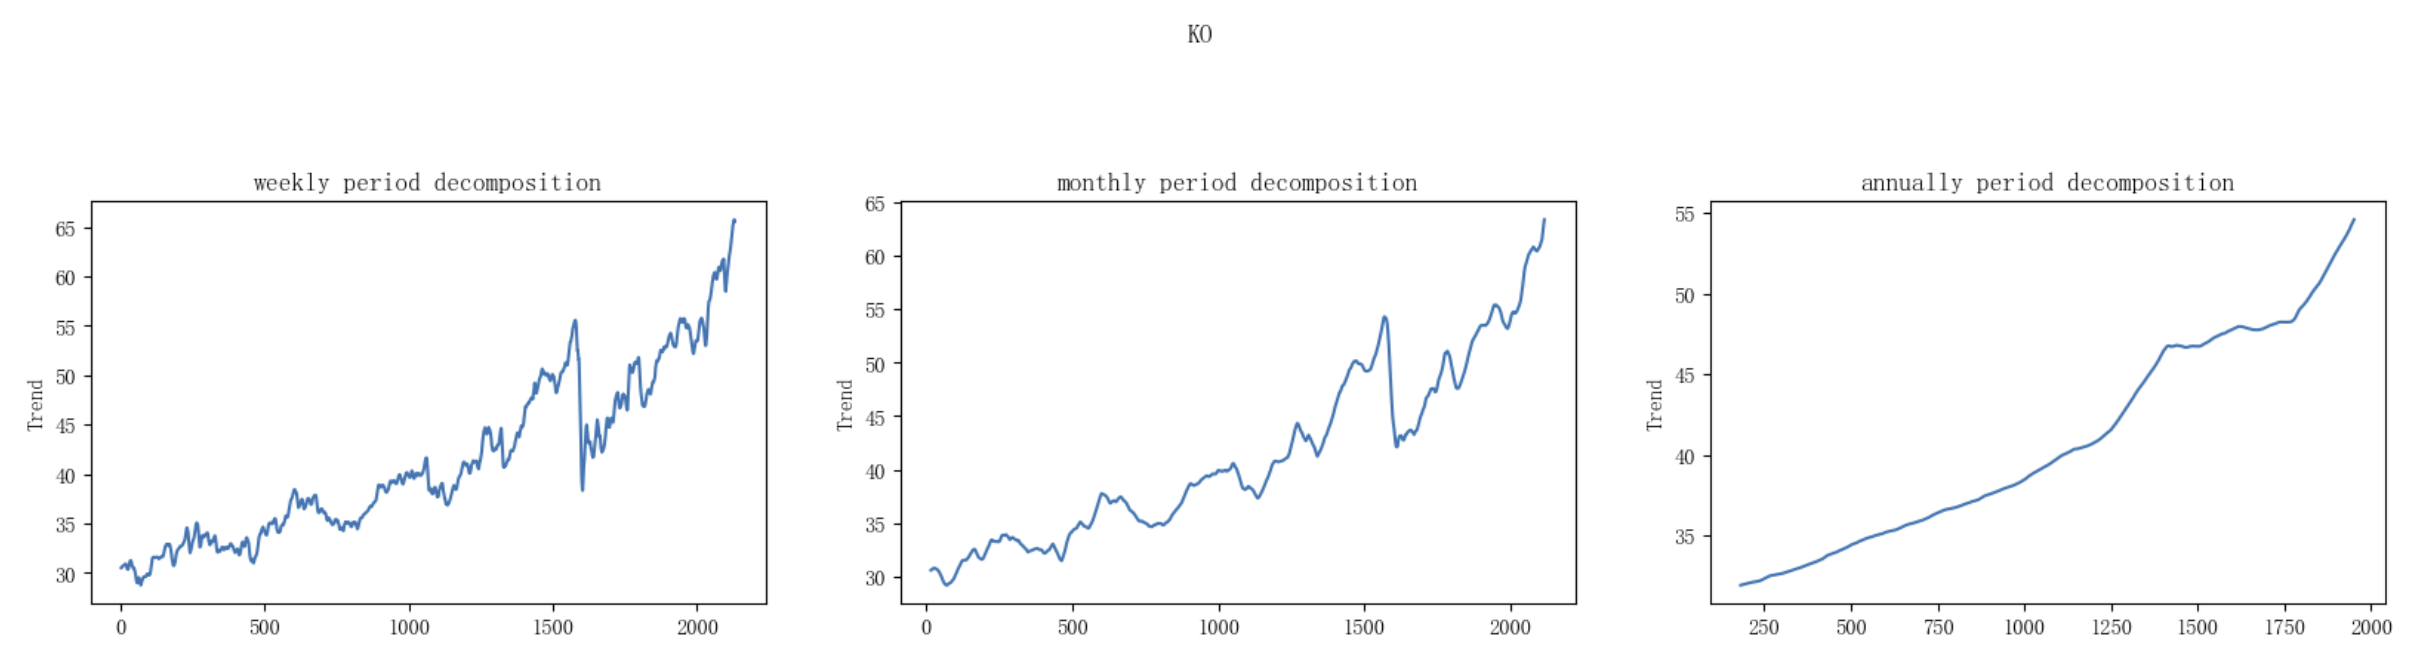 KO
weekly period decomposition
Trend
65
60
55
50
45
40
35
30
0 500 1000 1500 2000
monthly period decomposition
Trend
65
60
55
50
45
40
35
30
0 500 1000 1500 2000
annually period decomposition
Trend
55
50
45
40
35
250 500 750 1000 1250 1500 1750 2000